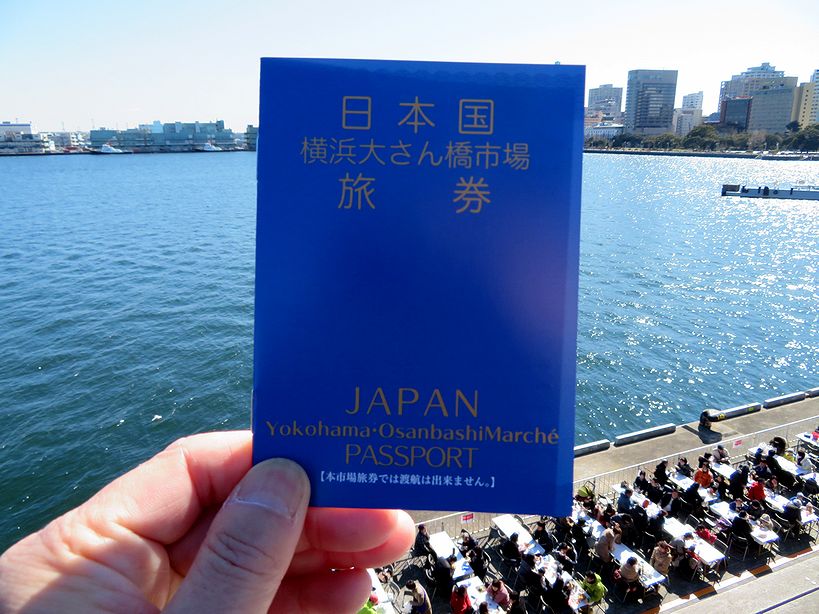 日本国
横浜大さん橋市場
旅券
JAPAN
Yokohama・OsanbashiMarché
PASSPORT
【本市場旅券では渡航は出来ません。】